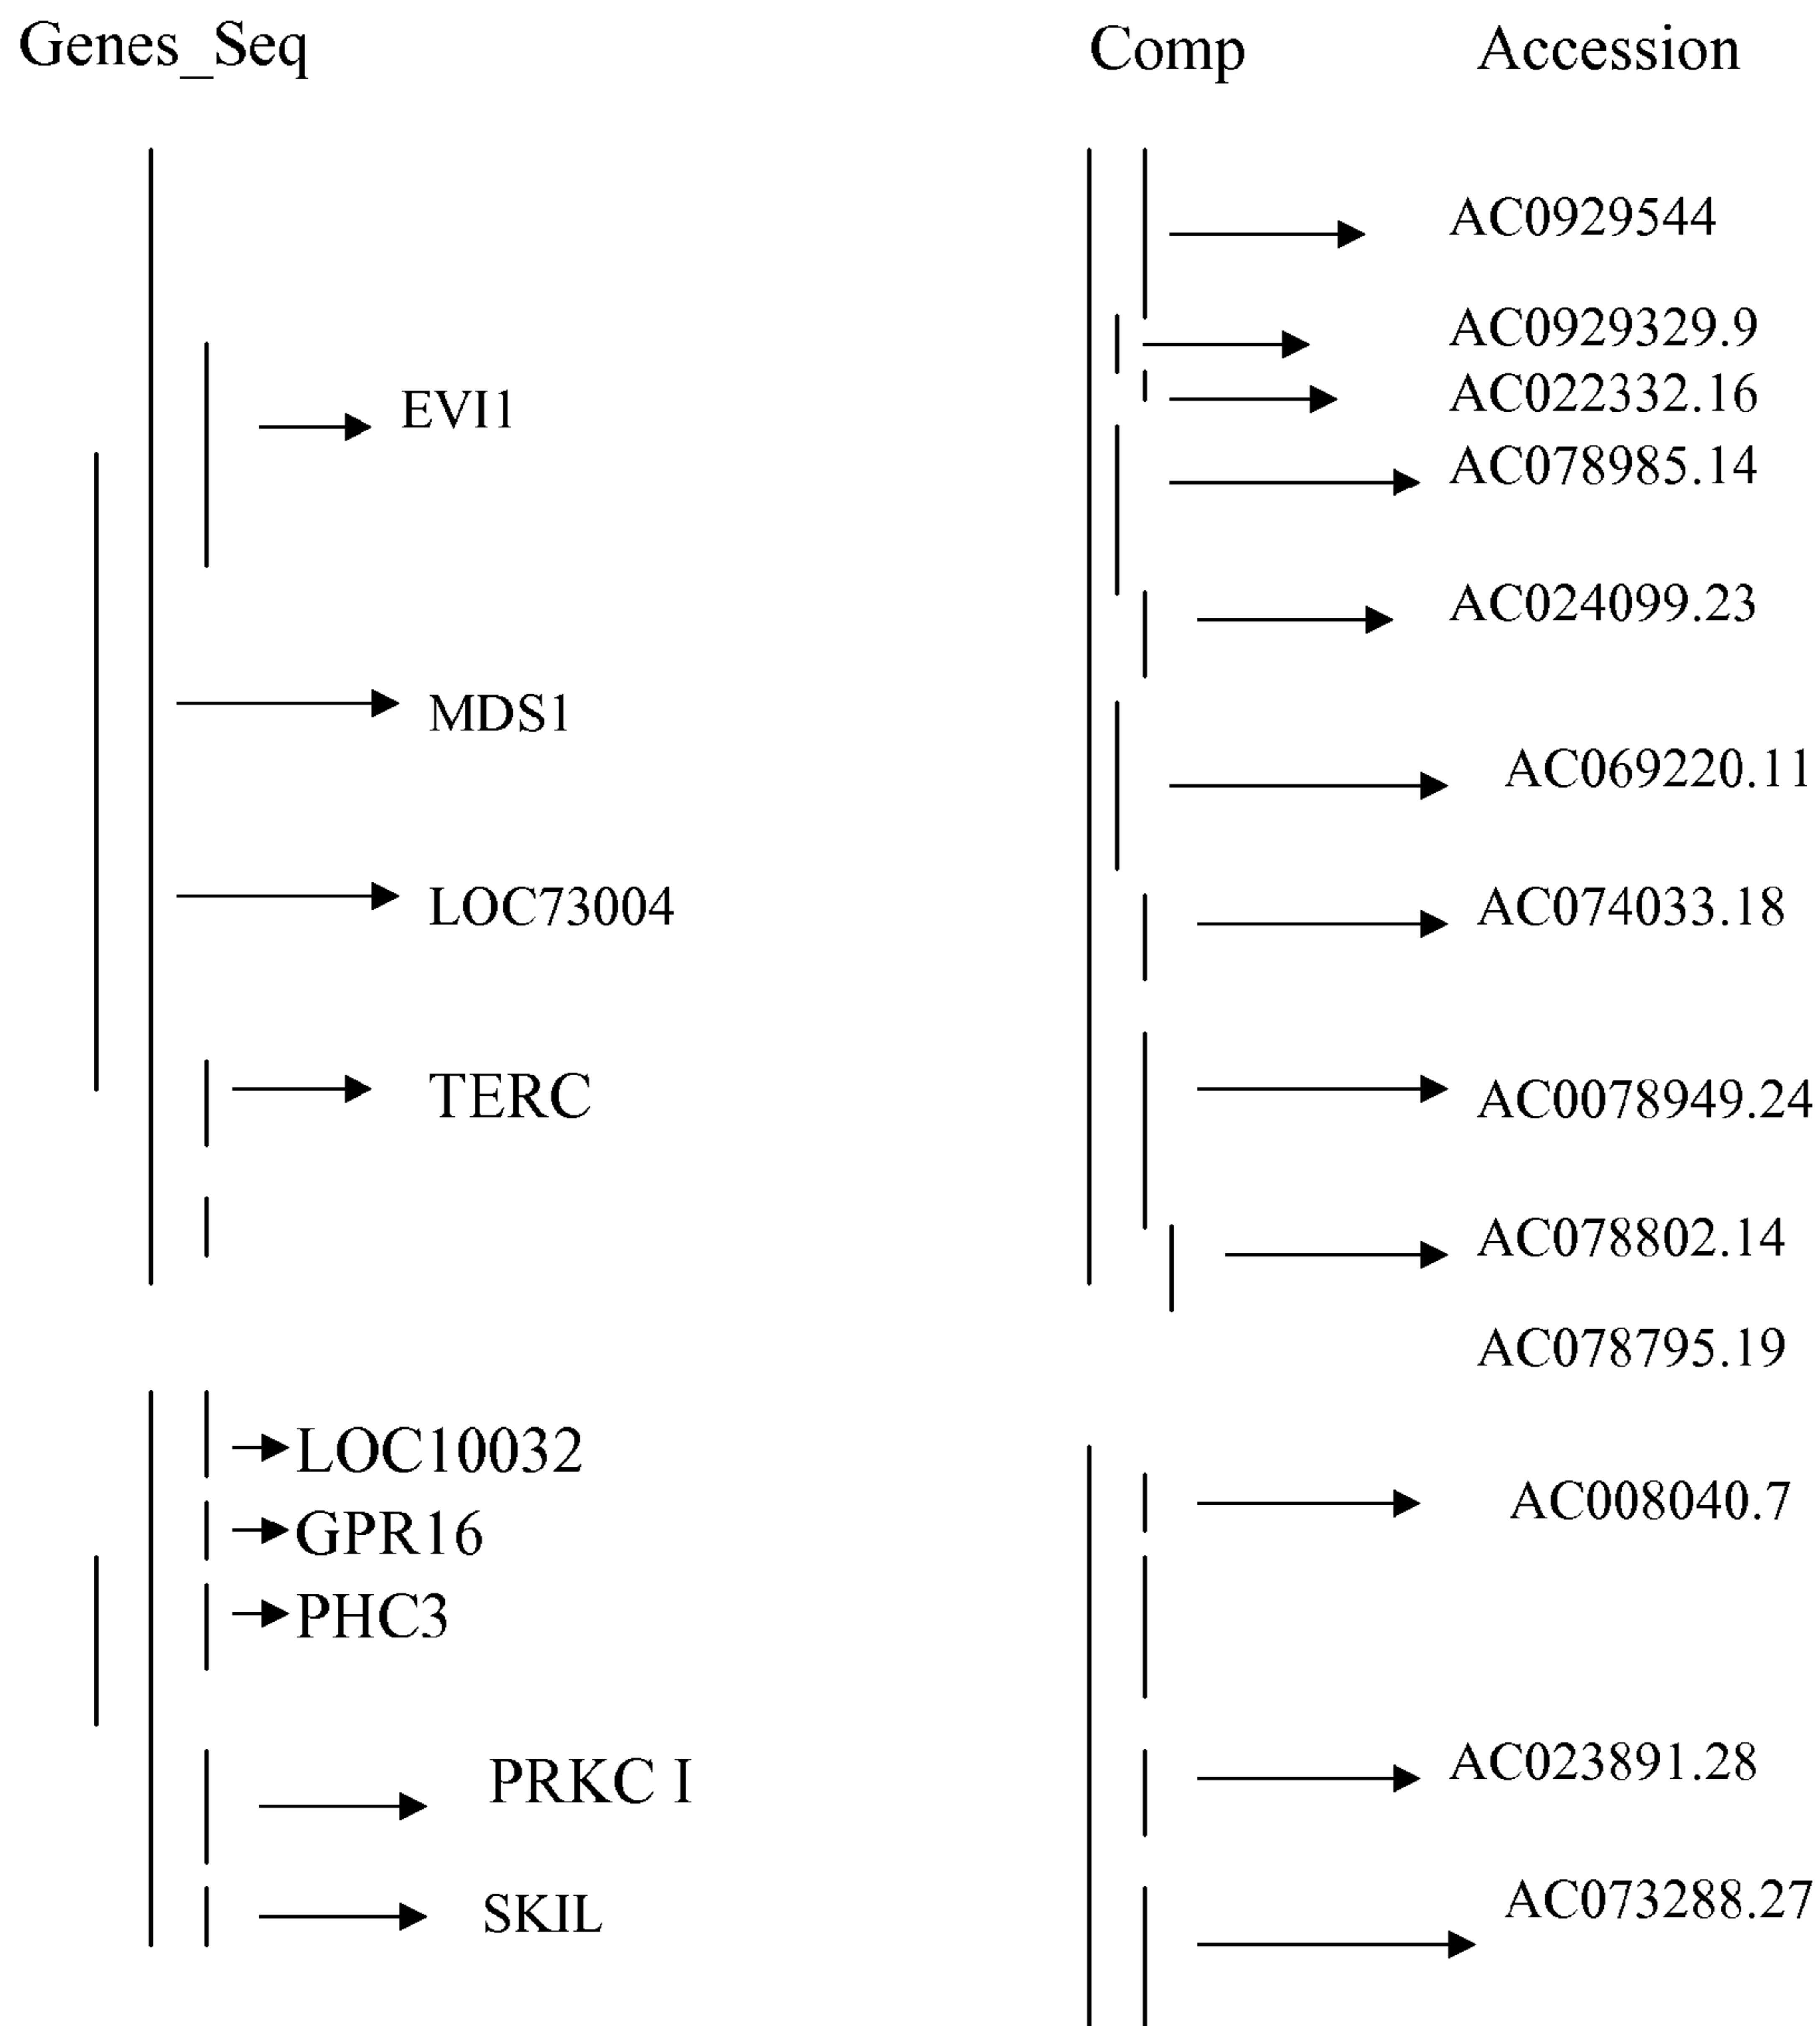 Genes_Seq Comp Accession
AC0929544
AC0929329.9
EVI1 AC022332.16
AC078985.14
AC024099.23
MDS1
AC069220.11
LOC73004 AC074033.18
TERC AC0078949.24
AC078802.14
AC078795.19
LOC10032
GPR16 AC008040.7
PHC3
PRKC I AC023891.28
SKIL AC073288.27